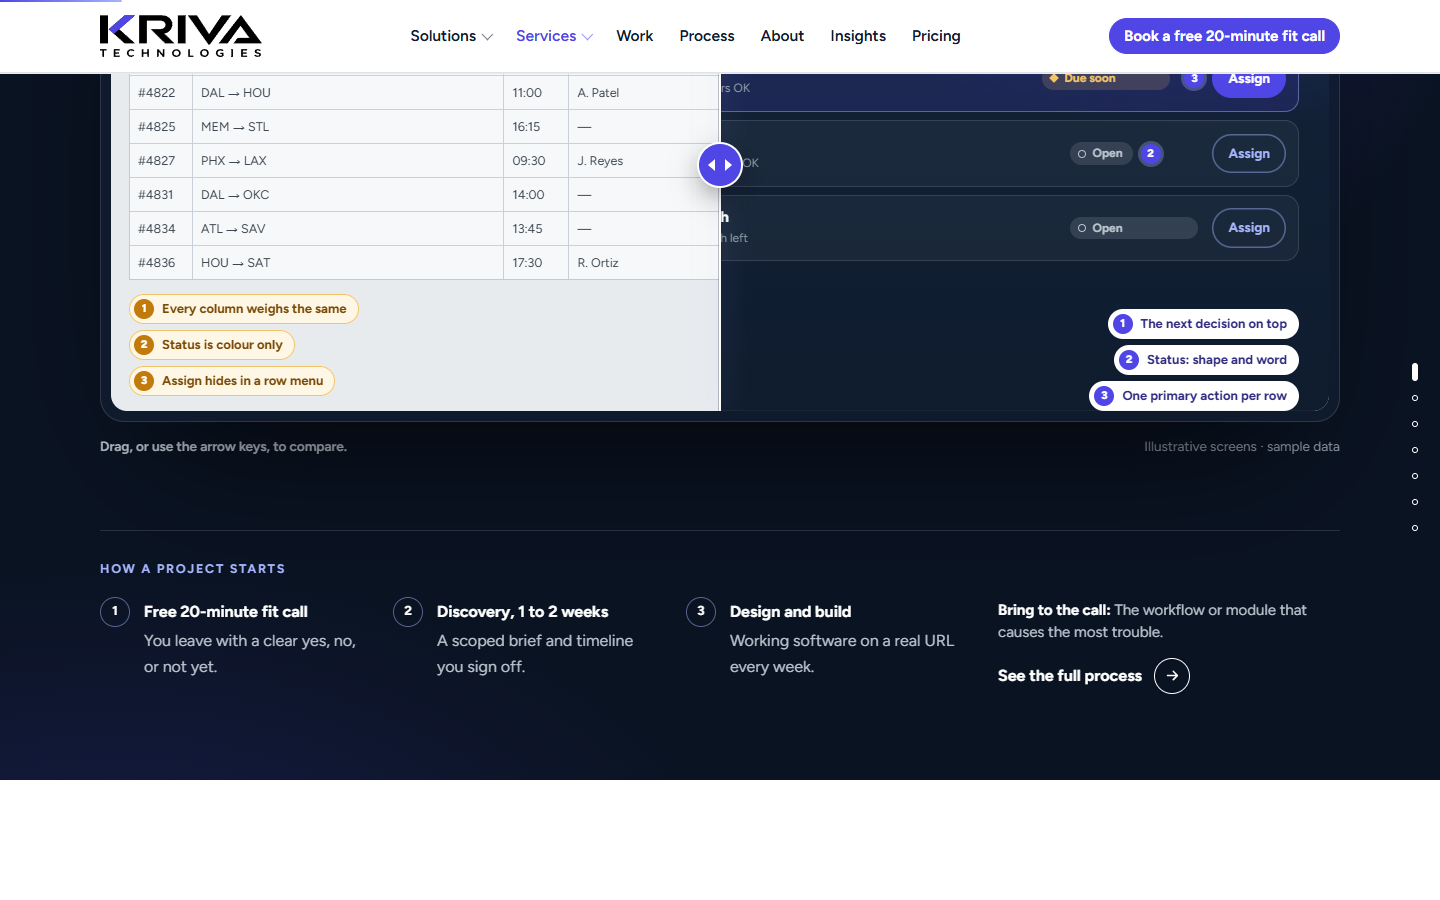 KRIVA
TECHNOLOGIES
Solutions Services Work Process About Insights Pricing
Book a free 20-minute fit call
#4822 DAL → HOU 11:00 A. Patel
#4825 MEM → STL 16:15 —
#4827 PHX → LAX 09:30 J. Reyes
#4831 DAL → OKC 14:00 —
#4834 ATL → SAV 13:45 —
#4836 HOU → SAT 17:30 R. Ortiz
1 Every column weighs the same
2 Status is colour only
3 Assign hides in a row menu
rs OK
Due soon 3 Assign
OK
Open 2 Assign
h
h left
Open Assign
1 The next decision on top
2 Status: shape and word
3 One primary action per row
Drag, or use the arrow keys, to compare.
Illustrative screens · sample data
HOW A PROJECT STARTS
1 Free 20-minute fit call
You leave with a clear yes, no,
or not yet.
2 Discovery, 1 to 2 weeks
A scoped brief and timeline
you sign off.
3 Design and build
Working software on a real URL
every week.
Bring to the call: The workflow or module that
causes the most trouble.
See the full process